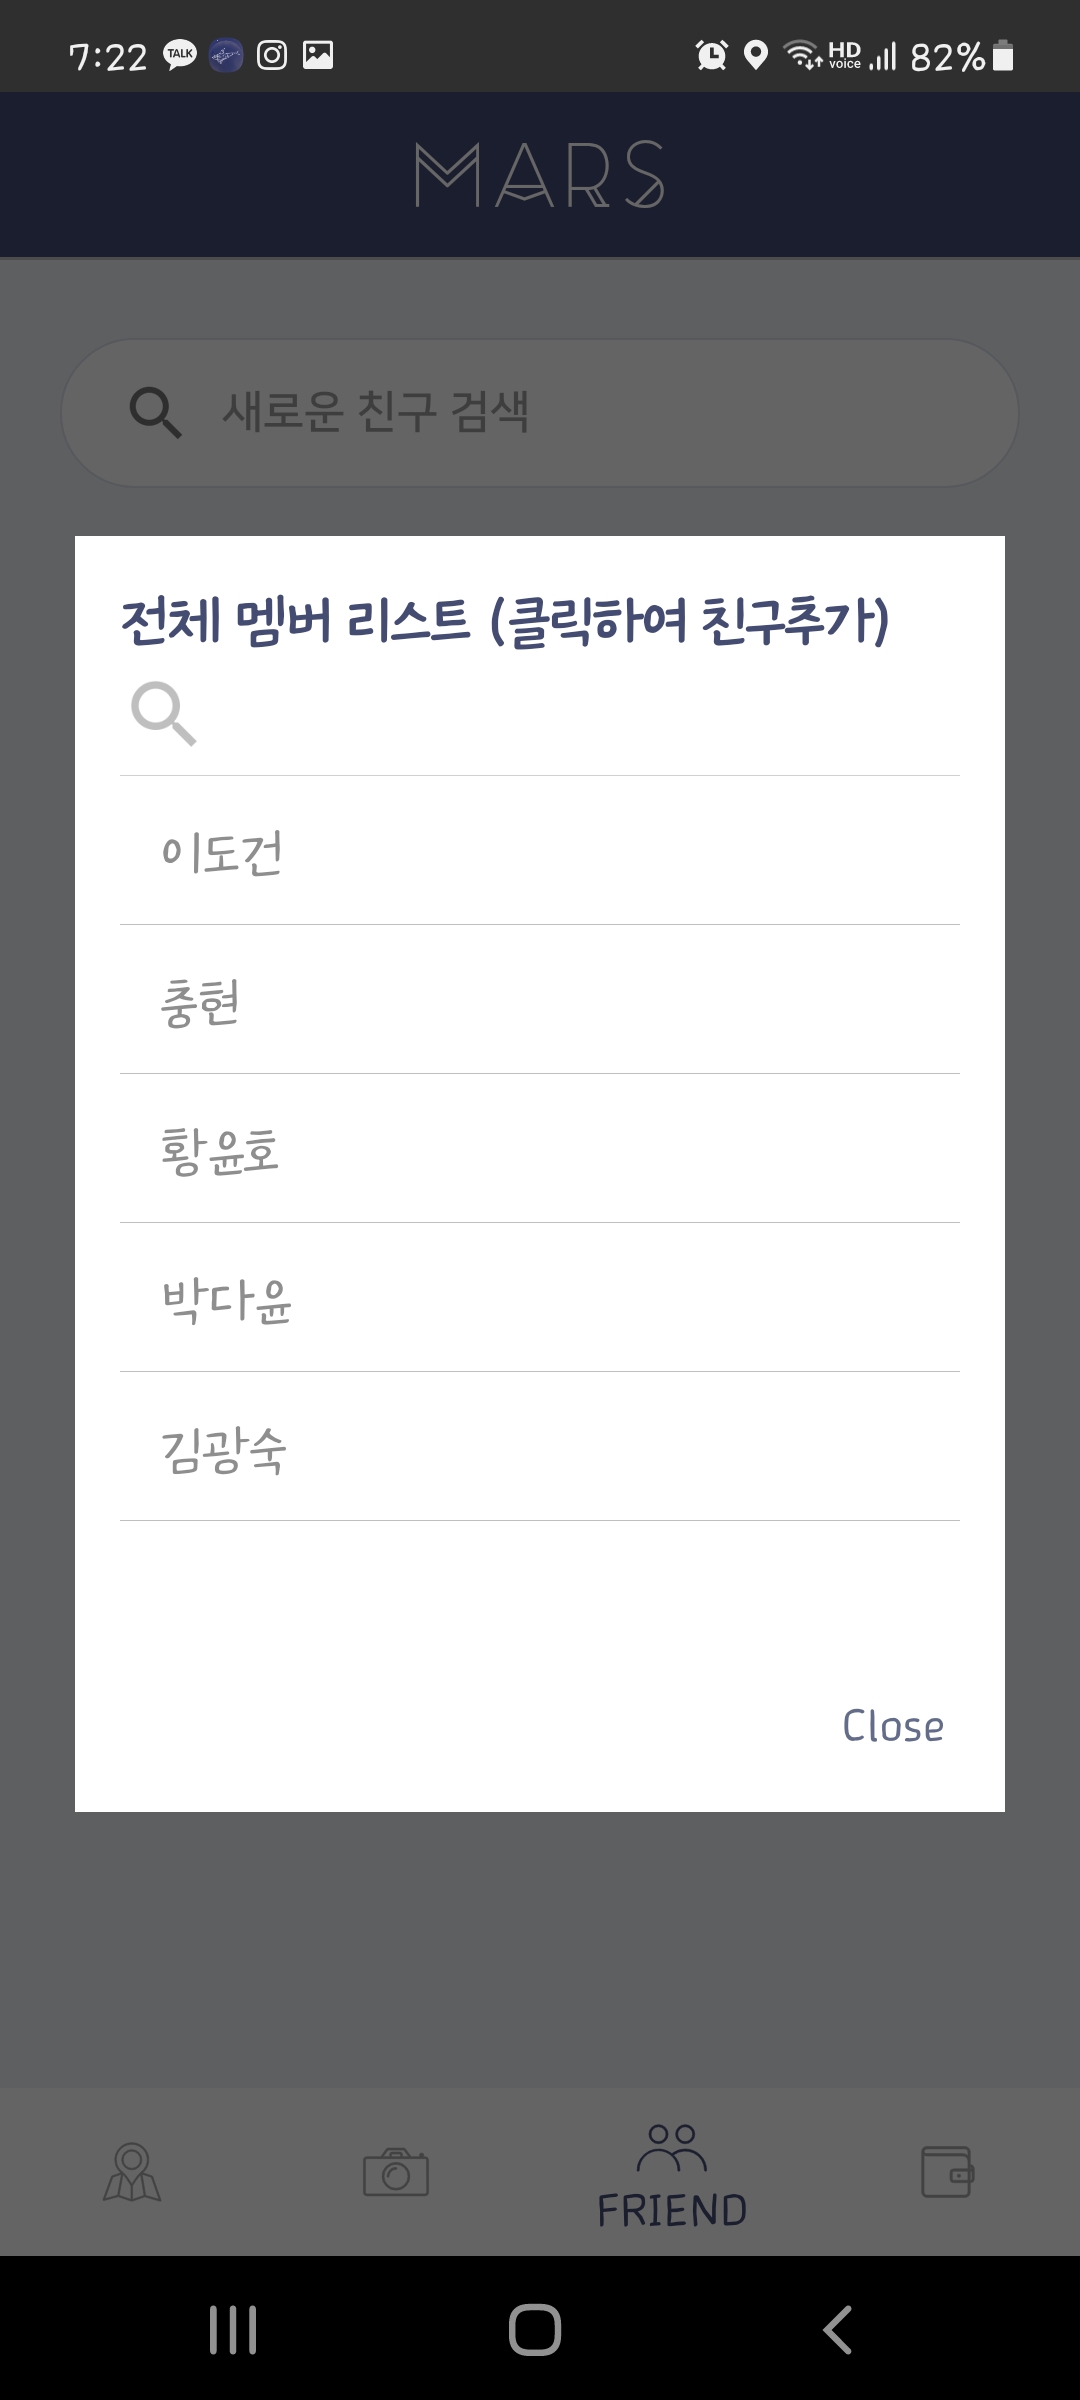 7:22 TALK HD voice 82%
MARS
새로운 친구 검색
전체 멤버 리스트 (클릭하여 친구추가)
이도건
충현
황윤호
박다윤
김광숙
Close
FRIEND